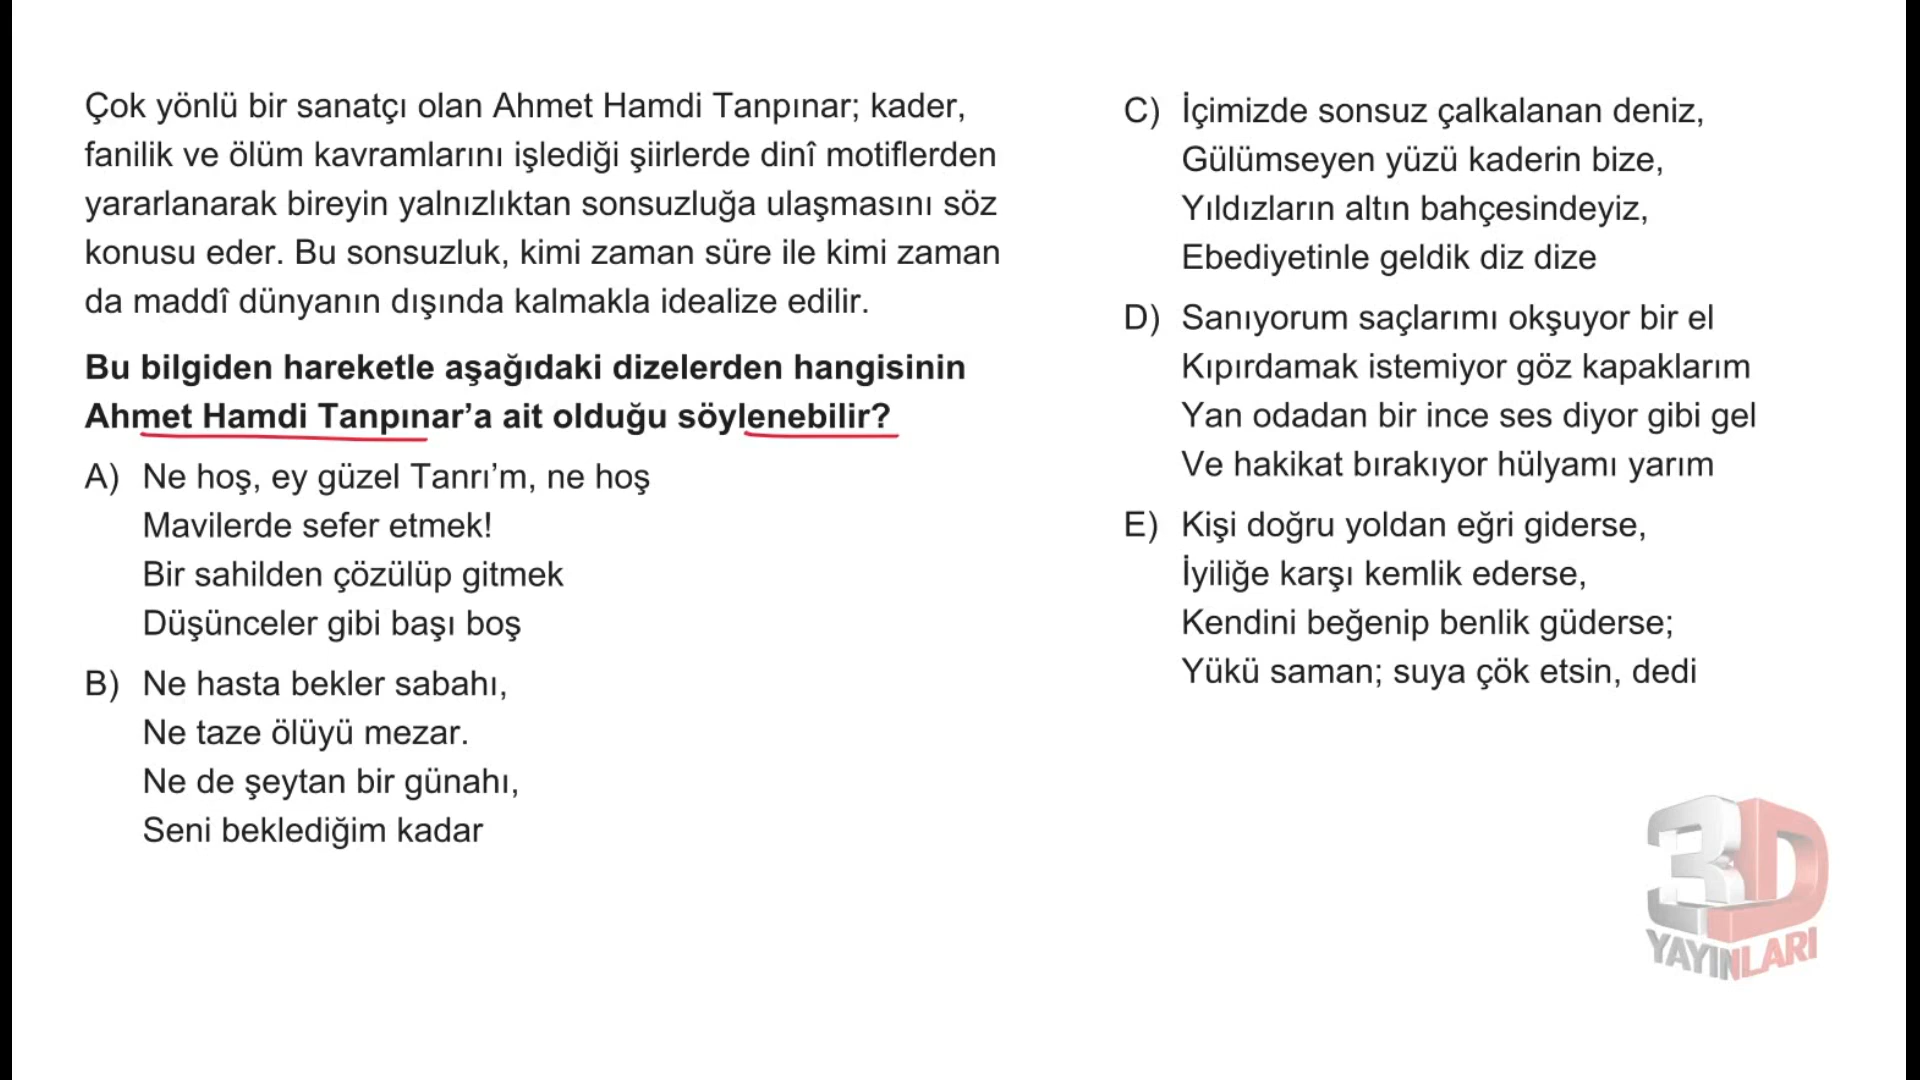 Çok yönlü bir sanatçı olan Ahmet Hamdi Tanpınar; kader,
fanilik ve ölüm kavramlarını işlediği şiirlerde dinî motiflerden
yararlanarak bireyin yalnızlıktan sonsuzluğa ulaşmasını söz
konusu eder. Bu sonsuzluk, kimi zaman süre ile kimi zaman
da maddî dünyanın dışında kalmakla idealize edilir.
Bu bilgiden hareketle aşağıdaki dizelerden hangisinin
Ahmet Hamdi Tanpınar’a ait olduğu söylenebilir?
A) Ne hoş, ey güzel Tanrı’m, ne hoş
Mavilerde sefer etmek!
Bir sahilden çözülüp gitmek
Düşünceler gibi başı boş
B) Ne hasta bekler sabahı,
Ne taze ölüyü mezar.
Ne de şeytan bir günahı,
Seni beklediğim kadar
C) İçimizde sonsuz çalkalanan deniz,
Gülümseyen yüzü kaderin bize,
Yıldızların altın bahçesindeyiz,
Ebediyetinle geldik diz dize
D) Sanıyorum saçlarımı okşuyor bir el
Kıpırdamak istemiyor göz kapaklarım
Yan odadan bir ince ses diyor gibi gel
Ve hakikat bırakıyor hülyamı yarım
E) Kişi doğru yoldan eğri giderse,
İyiliğe karşı kemlik ederse,
Kendini beğenip benlik güderse;
Yükü saman; suya çök etsin, dedi
3D
YAYINLARI